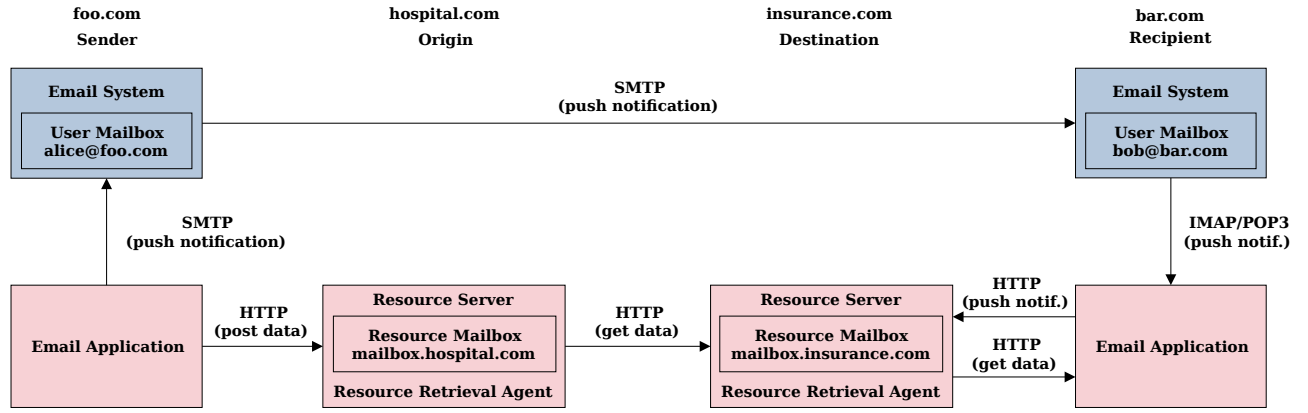 foo.com
Sender
hospital.com
Origin
insurance.com
Destination
bar.com
Recipient
Email System
User Mailbox
alice@foo.com
SMTP
(push notification)
Email System
User Mailbox
bob@bar.com
SMTP
(push notification)
IMAP/POP3
(push notif.)
Email Application
HTTP
(post data)
Resource Server
Resource Mailbox
mailbox.hospital.com
Resource Retrieval Agent
HTTP
(get data)
Resource Server
Resource Mailbox
mailbox.insurance.com
Resource Retrieval Agent
HTTP
(push notif.)
HTTP
(get data)
Email Application